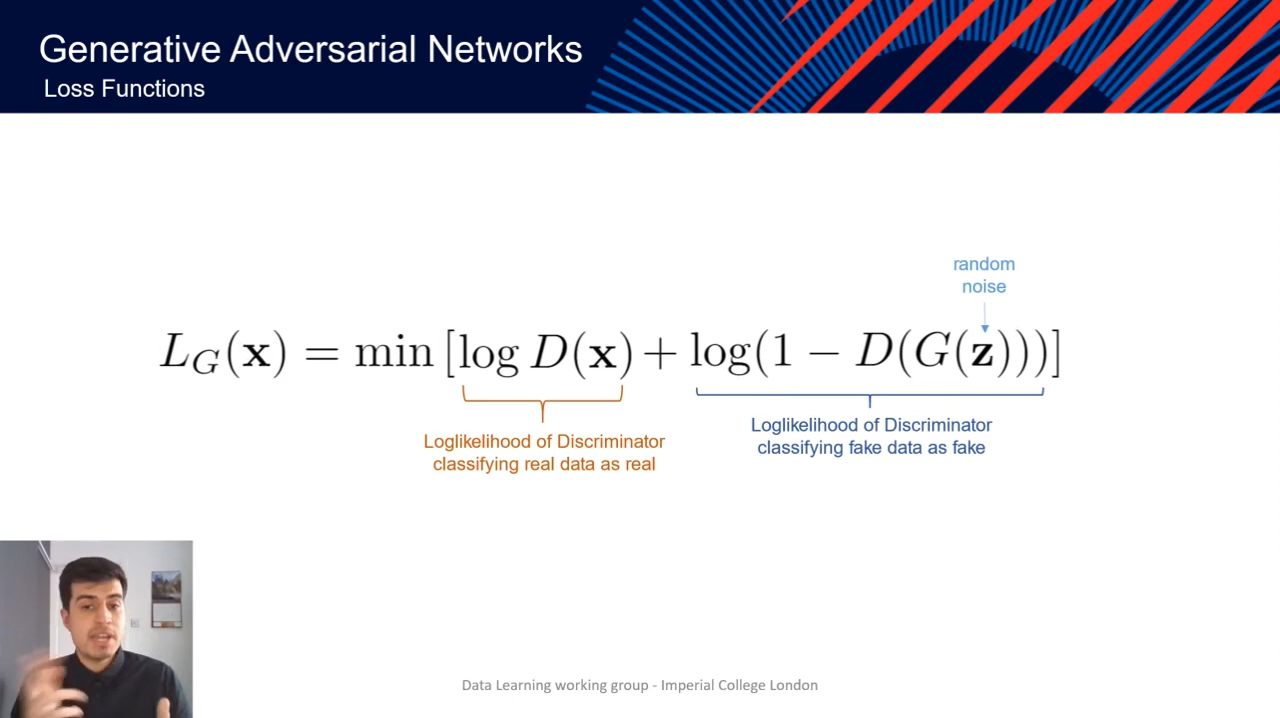 Generative Adversarial Networks
Loss Functions
random
noise
L_G(x) = min [log D(x) + log(1 − D(G(z)))]
Loglikelihood of Discriminator
classifying real data as real
Loglikelihood of Discriminator
classifying fake data as fake
Data Learning working group - Imperial College London